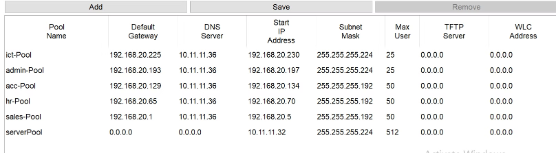 Add Save Remove
Pool Name Default Gateway DNS Server Start IP Address Subnet Mask Max User TFTP Server WLC Address
ict-Pool 192.168.20.225 10.11.11.36 192.168.20.230 255.255.255.224 25 0.0.0.0 0.0.0.0
admin-Pool 192.168.20.193 10.11.11.36 192.168.20.197 255.255.255.224 25 0.0.0.0 0.0.0.0
acc-Pool 192.168.20.129 10.11.11.36 192.168.20.134 255.255.255.192 50 0.0.0.0 0.0.0.0
hr-Pool 192.168.20.65 10.11.11.36 192.168.20.70 255.255.255.192 50 0.0.0.0 0.0.0.0
sales-Pool 192.168.20.1 10.11.11.36 192.168.20.5 255.255.255.192 50 0.0.0.0 0.0.0.0
serverPool 0.0.0.0 0.0.0.0 10.11.11.32 255.255.255.224 512 0.0.0.0 0.0.0.0